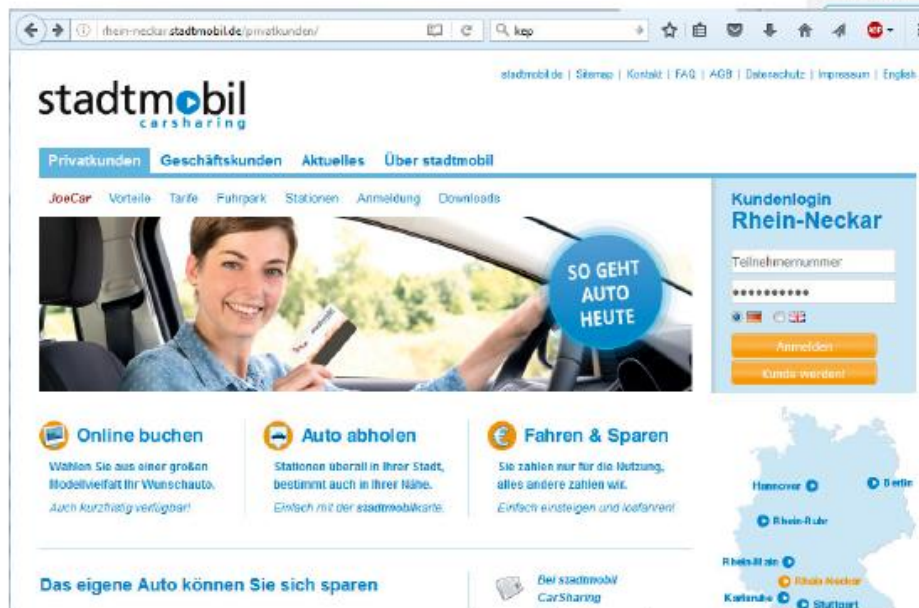 rhein-neckar.stadtmobil.de/privatkunden/
kep
stadtmobil.de | Sitemap | Kontakt | FAQ | AGB | Datenschutz | Impressum | English
stadtmobil
carsharing
Privatkunden Geschäftskunden Aktuelles Über stadtmobil
JoeCar Vorteile Tarife Fuhrpark Stationen Anmeldung Downloads
SO GEHT
AUTO
HEUTE
Kundenlogin
Rhein-Neckar
Teilnehmernummer
Anmelden
Kunde werden!
Online buchen
Wählen Sie aus einer großen
Modellvielfalt Ihr Wunschauto.
Auch kurzfristig verfügbar!
Auto abholen
Stationen überall in Ihrer Stadt,
bestimmt auch in Ihrer Nähe.
Einfach mit der stadtmobilkarte.
Fahren & Sparen
Sie zahlen nur für die Nutzung,
alles andere zahlen wir.
Einfach einsteigen und losfahren!
Hannover
Berlin
Rhein-Ruhr
Rhein-Main
Rhein-Neckar
Karlsruhe
Stuttgart
Das eigene Auto können Sie sich sparen
Bei stadtmobil
CarSharing